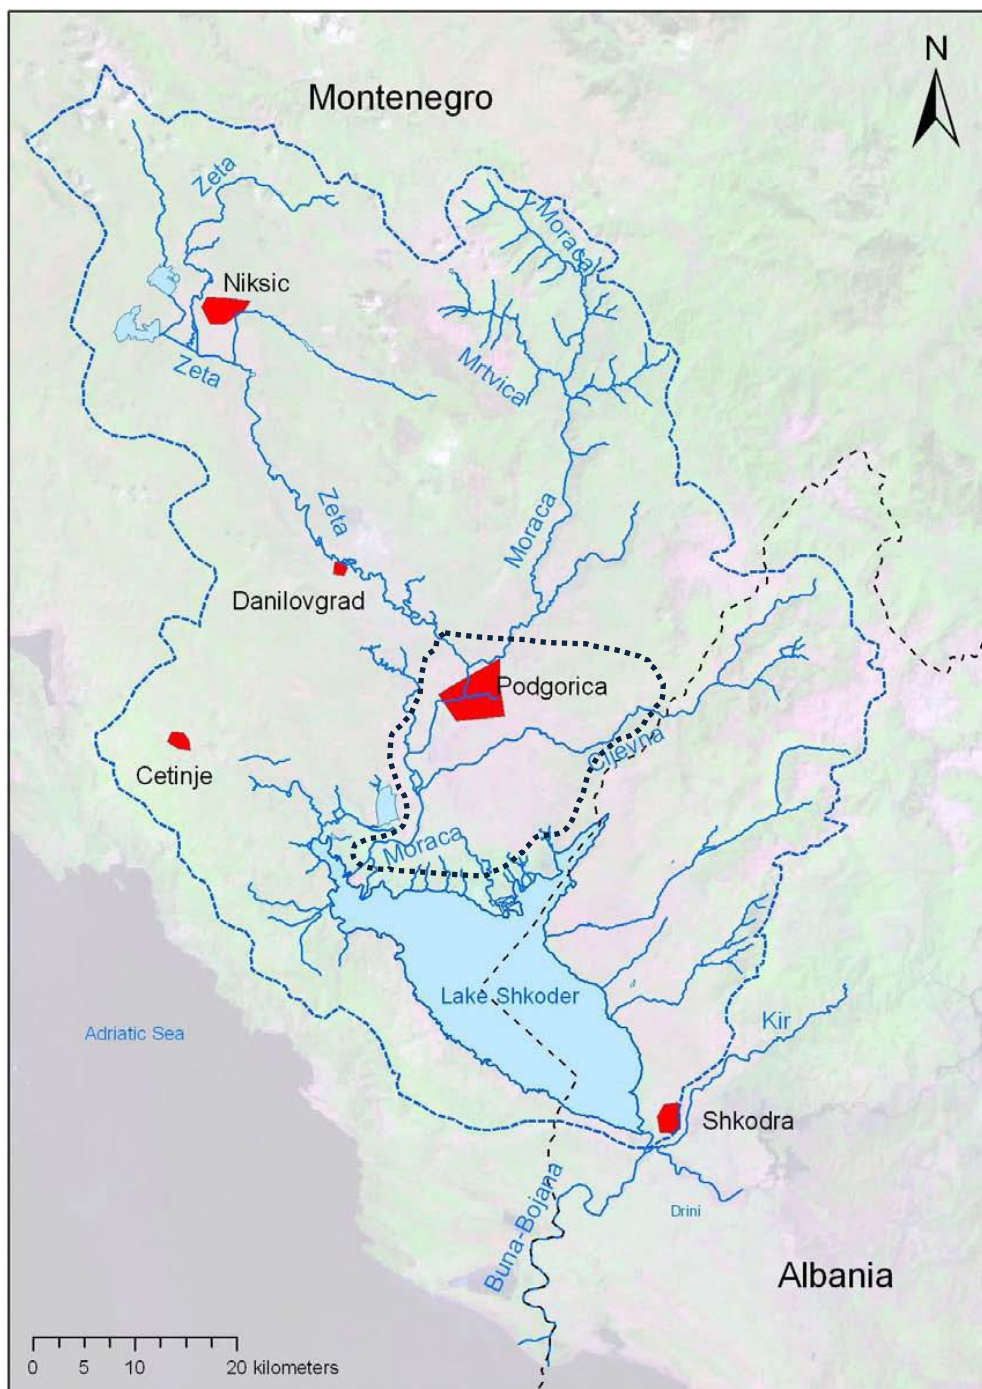 N
Montenegro
Zeta
Moraca
Niksic
Zeta
Mrtvica
Zeta
Moraca
Danilovgrad
Podgorica
Cijevna
Cetinje
Moraca
Lake Shkoder
Adriatic Sea
Kir
Shkodra
Buna-Bojana
Drini
Albania
0 5 10 20 kilometers